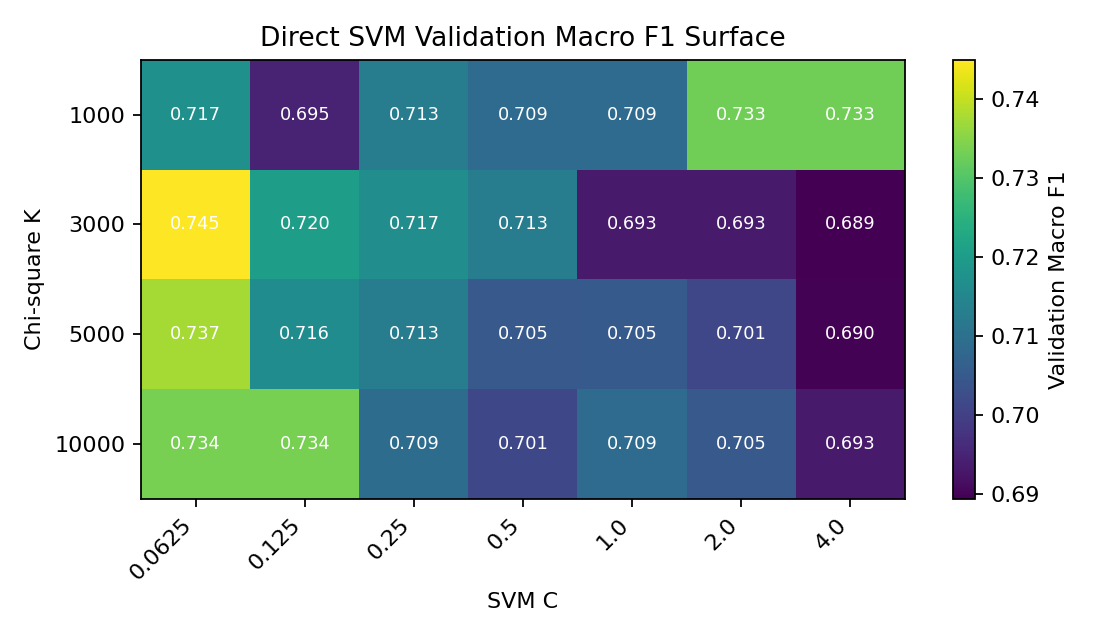 Direct SVM Validation Macro F1 Surface
Chi-square K
1000 0.717 0.695 0.713 0.709 0.709 0.733 0.733
3000 0.745 0.720 0.717 0.713 0.693 0.693 0.689
5000 0.737 0.716 0.713 0.705 0.705 0.701 0.690
10000 0.734 0.734 0.709 0.701 0.709 0.705 0.693
0.0625 0.125 0.25 0.5 1.0 2.0 4.0
SVM C
0.74
0.73
0.72
0.71
0.70
0.69
Validation Macro F1